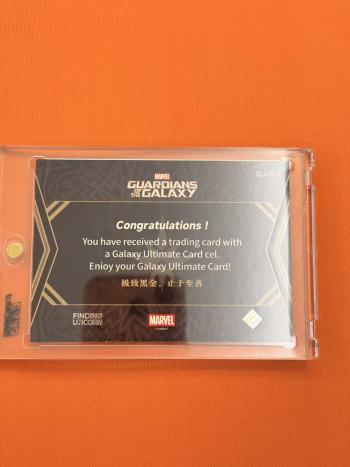 MARVEL
GUARDIANS
OF THE GALAXY
Congratulations !
You have received a trading card with
a Galaxy Ultimate Card cel.
Enjoy your Galaxy Ultimate Card!
极致黑金，止于至善
FINDING
UNICORN
MARVEL